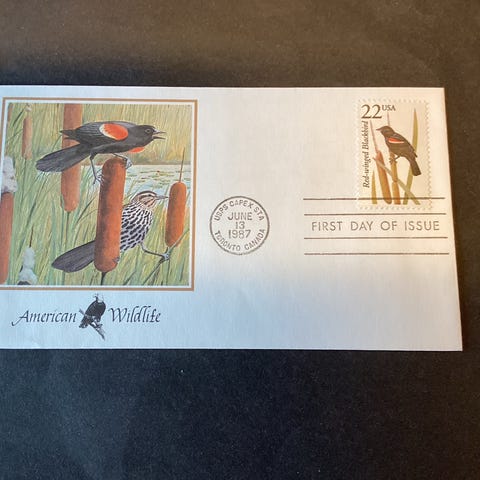 22 USA
Red-winged Blackbird
USPS CAPEX STA
JUNE
13
1987
TORONTO CANADA
FIRST DAY OF ISSUE
American Wildlife